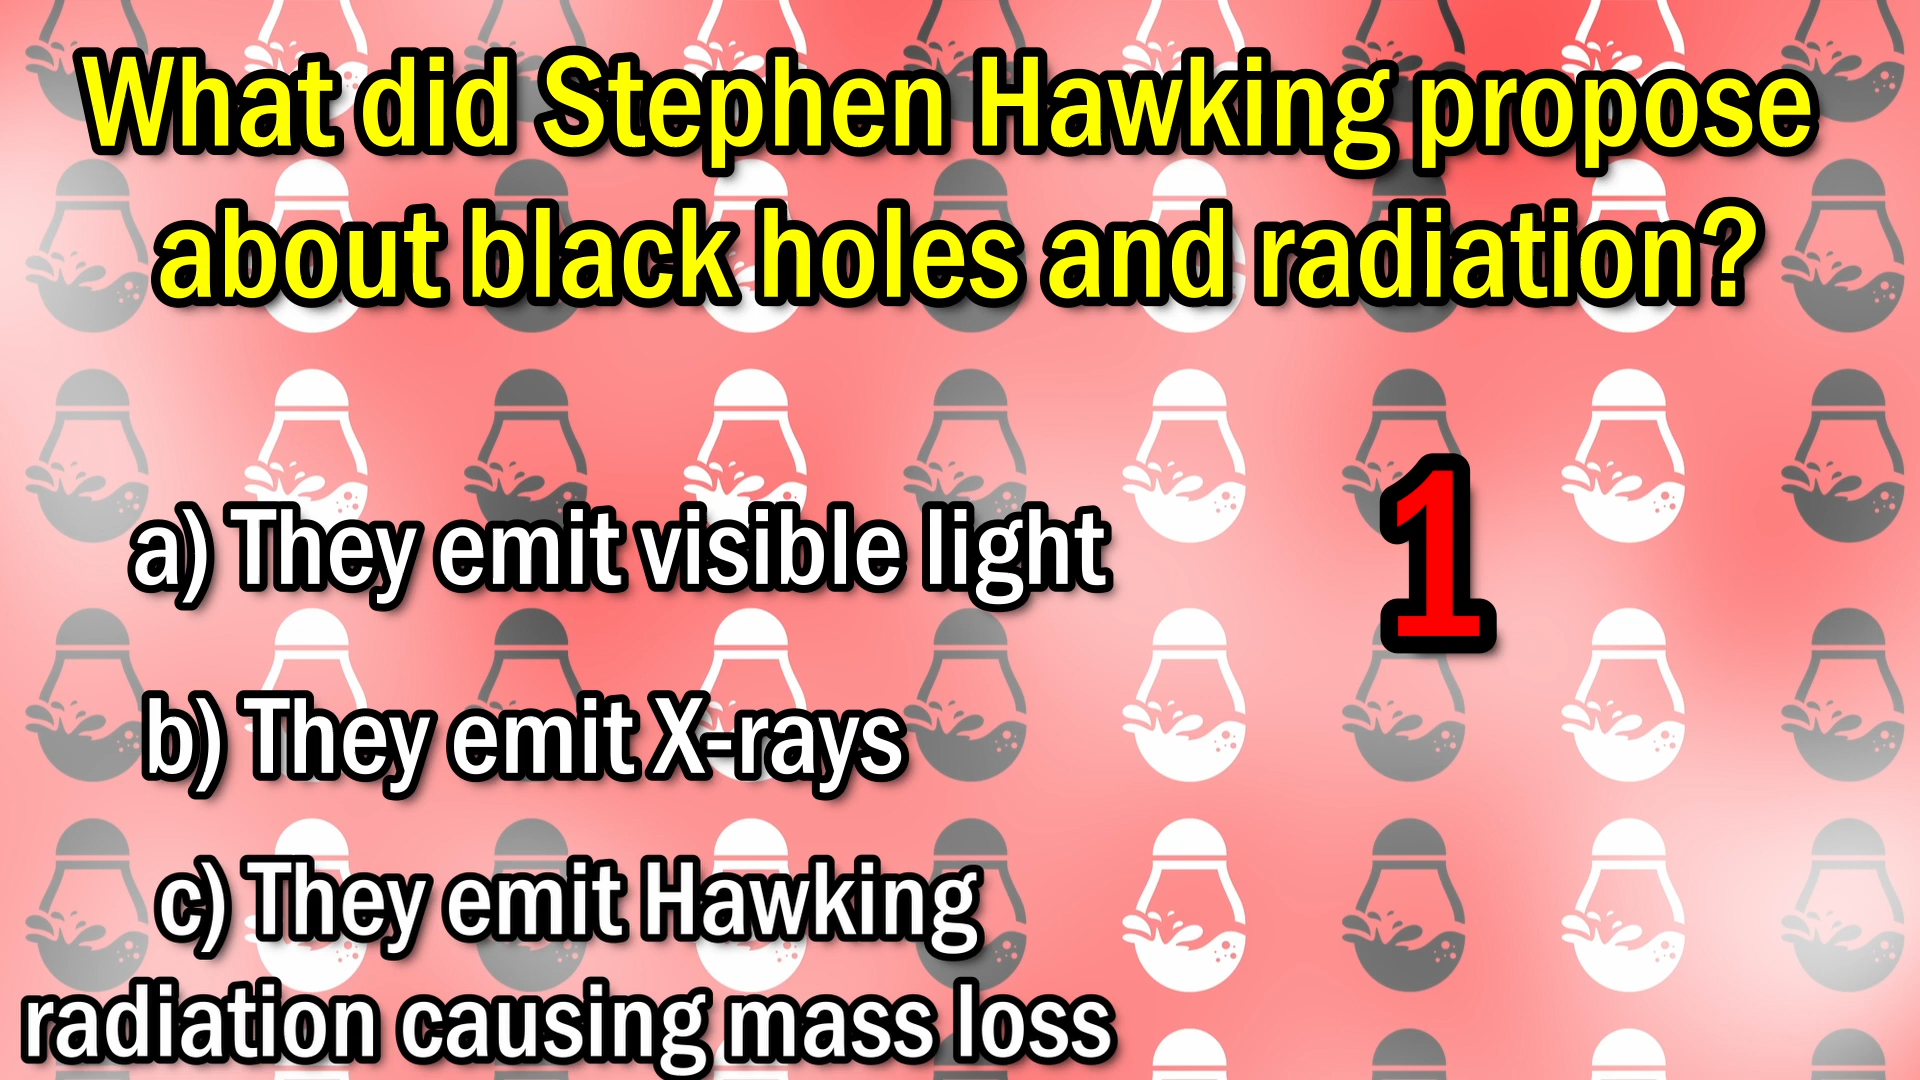 What did Stephen Hawking propose
about black holes and radiation?
a) They emit visible light
1
b) They emit X-rays
c) They emit Hawking
radiation causing mass loss